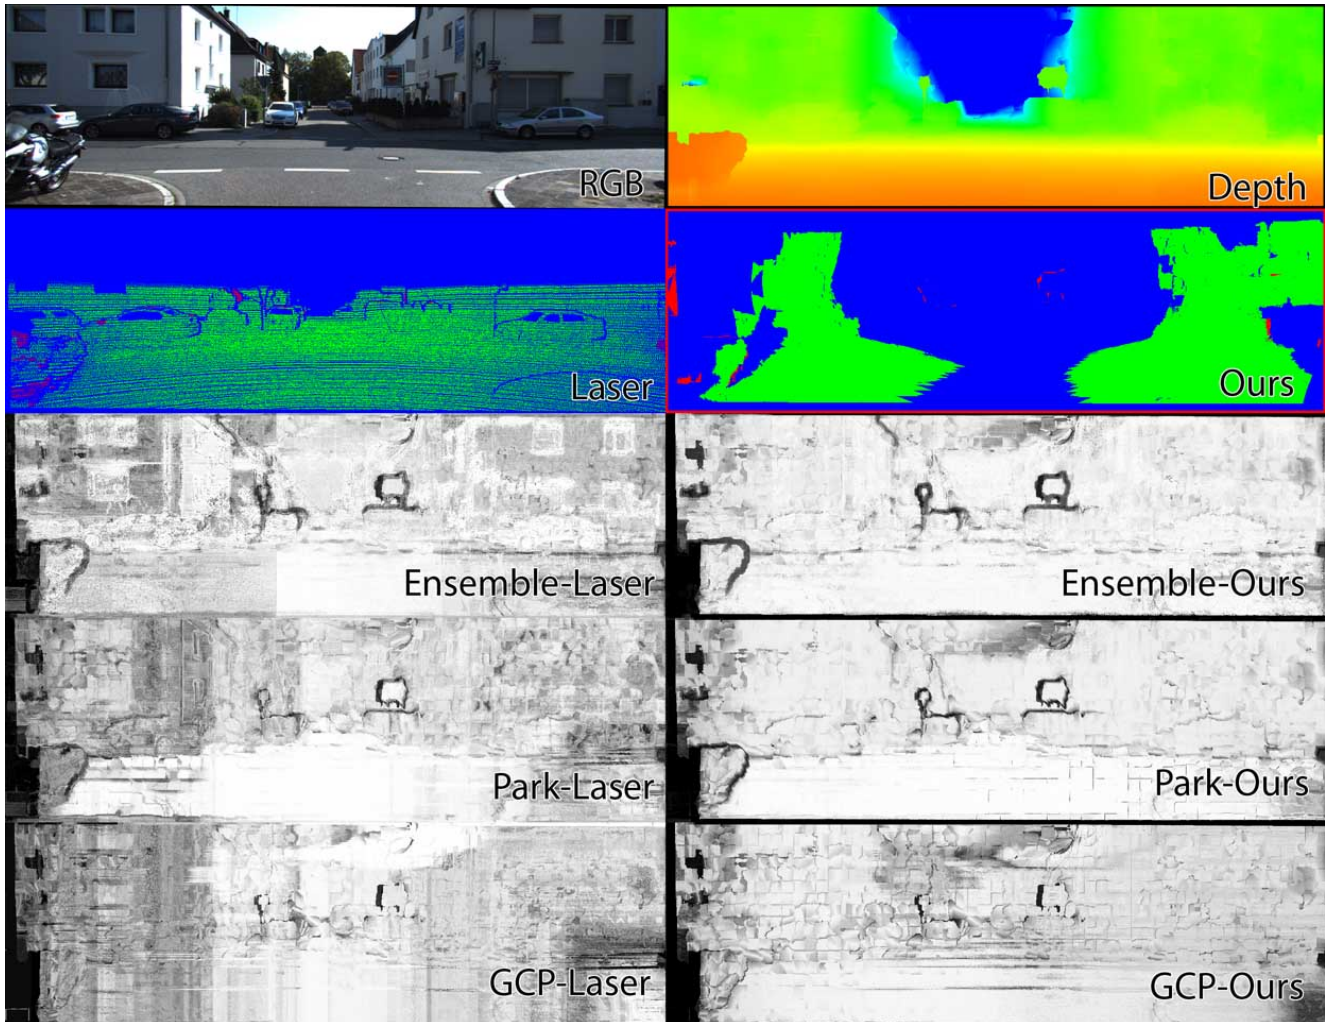 RGB
Depth
Laser
Ours
Ensemble-Laser
Ensemble-Ours
Park-Laser
Park-Ours
GCP-Laser
GCP-Ours